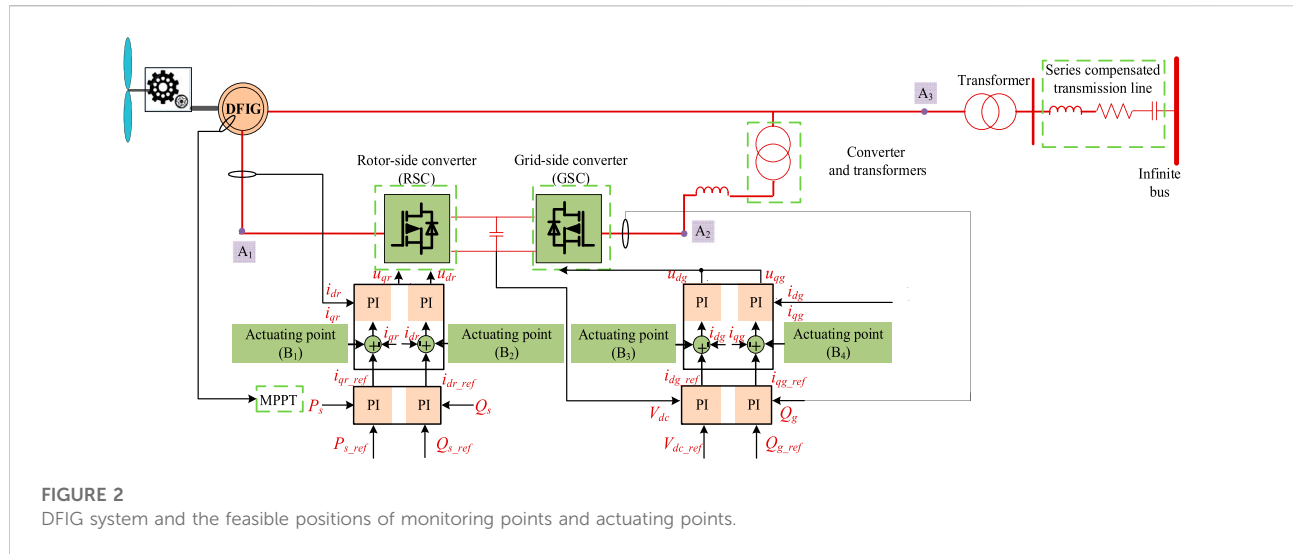 Transformer
Series compensated
transmission line
A3
DFIG
Rotor-side converter
(RSC)
Grid-side converter
(GSC)
Converter
and transformers
Infinite
bus
A1
A2
uqr
udr
udg
uqg
idr
iqr
PI
PI
PI
PI
idg
iqg
Actuating point
(B1)
iqr
idr
Actuating point
(B2)
Actuating point
(B3)
idg
iqg
Actuating point
(B4)
+
+
+
+
iqr_ref
idr_ref
idg_ref
iqg_ref
MPPT
Ps
PI
PI
Qs
Vdc
PI
PI
Qg
Ps_ref
Qs_ref
Vdc_ref
Qg_ref
FIGURE 2
DFIG system and the feasible positions of monitoring points and actuating points.